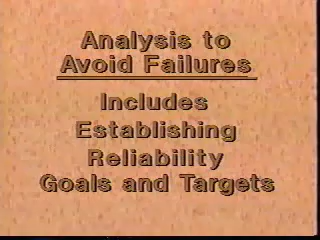 Analysis to
Avoid Failures
Includes
Establishing
Reliability
Goals and Targets